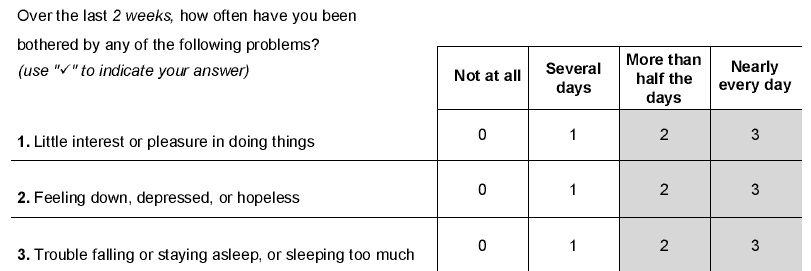 Over the last 2 weeks, how often have you been
bothered by any of the following problems?
(use "✓" to indicate your answer)
Not at all
Several
days
More than
half the
days
Nearly
every day
1. Little interest or pleasure in doing things 0 1 2 3
2. Feeling down, depressed, or hopeless 0 1 2 3
3. Trouble falling or staying asleep, or sleeping too much 0 1 2 3